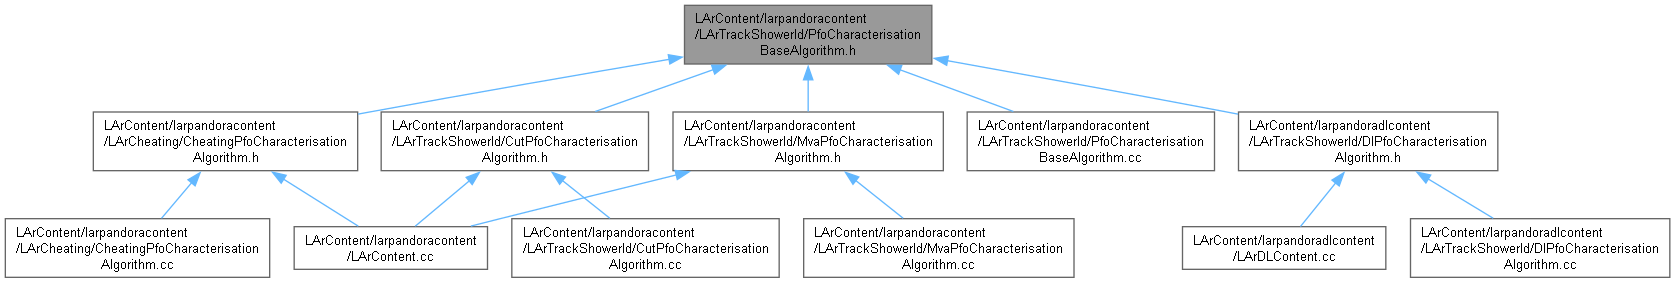 LArContent/larpandoracontent
/LArTrackShowerId/PfoCharacterisation
BaseAlgorithm.h
LArContent/larpandoracontent
/LArCheating/CheatingPfoCharacterisation
Algorithm.h
LArContent/larpandoracontent
/LArTrackShowerId/CutPfoCharacterisation
Algorithm.h
LArContent/larpandoracontent
/LArTrackShowerId/MvaPfoCharacterisation
Algorithm.h
LArContent/larpandoracontent
/LArTrackShowerId/PfoCharacterisation
BaseAlgorithm.cc
LArContent/larpandoradlcontent
/LArTrackShowerId/DlPfoCharacterisation
Algorithm.h
LArContent/larpandoracontent
/LArCheating/CheatingPfoCharacterisation
Algorithm.cc
LArContent/larpandoracontent
/LArContent.cc
LArContent/larpandoracontent
/LArTrackShowerId/CutPfoCharacterisation
Algorithm.cc
LArContent/larpandoracontent
/LArTrackShowerId/MvaPfoCharacterisation
Algorithm.cc
LArContent/larpandoradlcontent
/LArDLContent.cc
LArContent/larpandoradlcontent
/LArTrackShowerId/DlPfoCharacterisation
Algorithm.cc